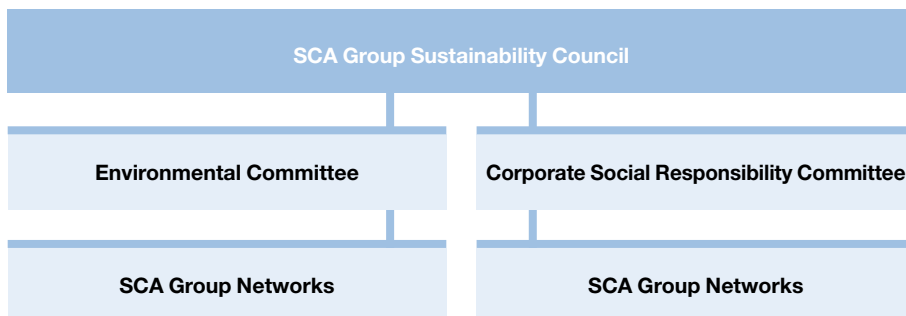 SCA Group Sustainability Council
Environmental Committee
Corporate Social Responsibility Committee
SCA Group Networks
SCA Group Networks